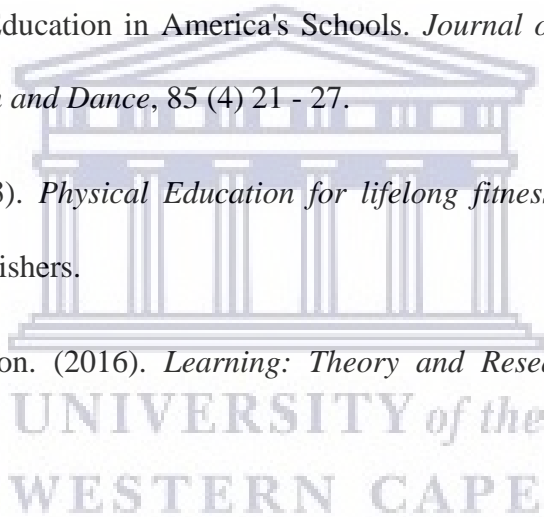 Education in America's Schools. Journal o
and Dance, 85 (4) 21 - 27.
3). Physical Education for lifelong fitness
ishers.
on. (2016). Learning: Theory and Resea
UNIVERSITY of the
WESTERN CAPE